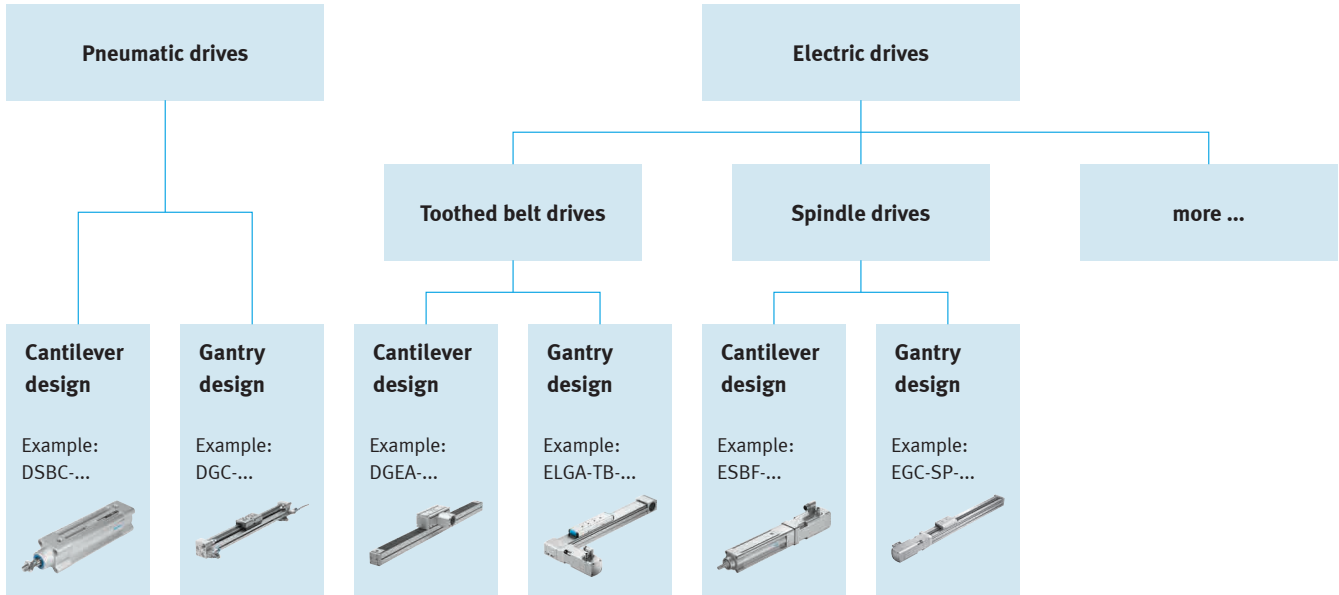 Pneumatic drives
Electric drives
Toothed belt drives
Spindle drives
more ...
Cantilever
design
Example:
DSBC-...
Gantry
design
Example:
DGC-...
Cantilever
design
Example:
DGEA-...
Gantry
design
Example:
ELGA-TB-...
Cantilever
design
Example:
ESBF-...
Gantry
design
Example:
EGC-SP-...